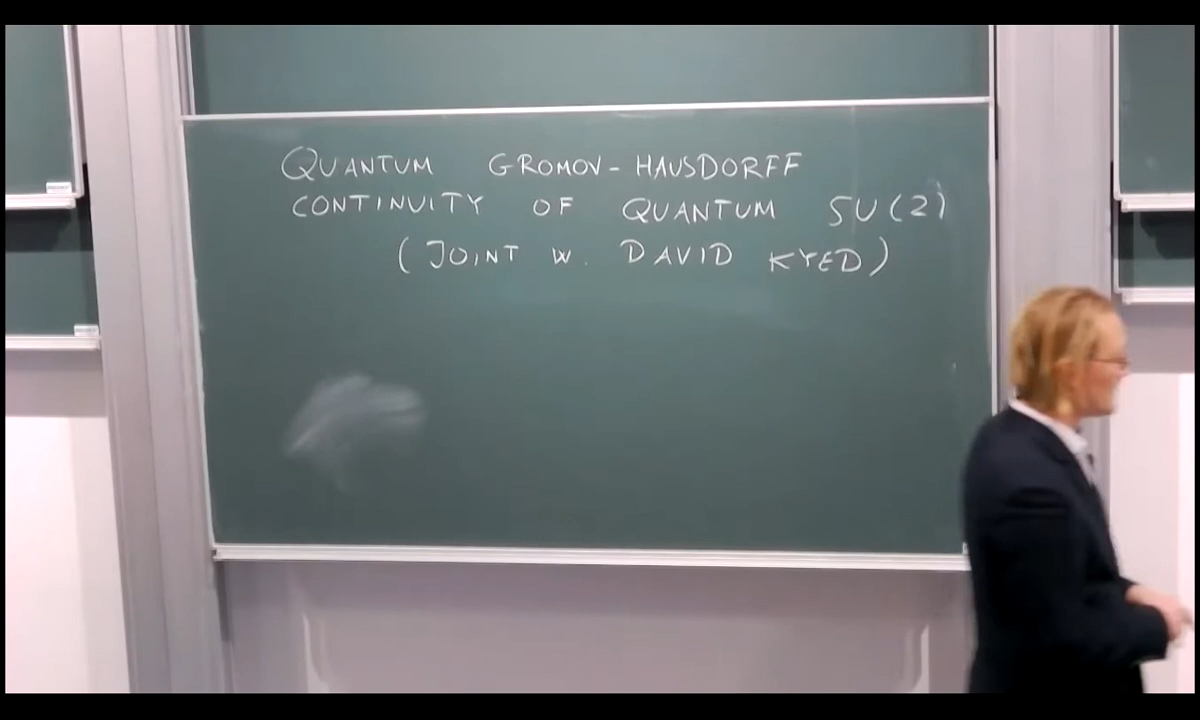 QUANTUM GROMOV-HAUSDORFF
CONTINUITY OF QUANTUM SU(2)
(JOINT W. DAVID KYED)